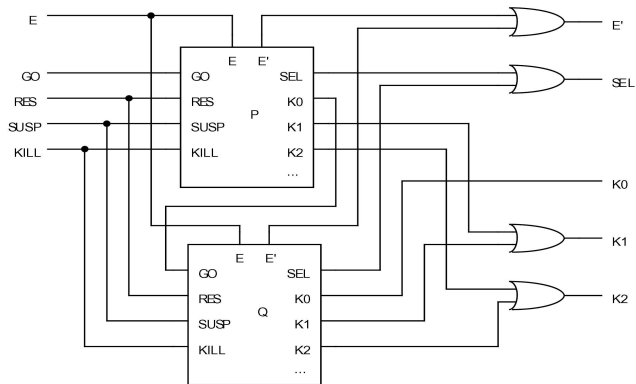 E
GO
RES
SUSP
KILL
E E'
GO
RES
SUSP
KILL
P
SEL
K0
K1
K2
...
E E'
GO
RES
SUSP
KILL
Q
SEL
K0
K1
K2
...
E'
SEL
K0
K1
K2